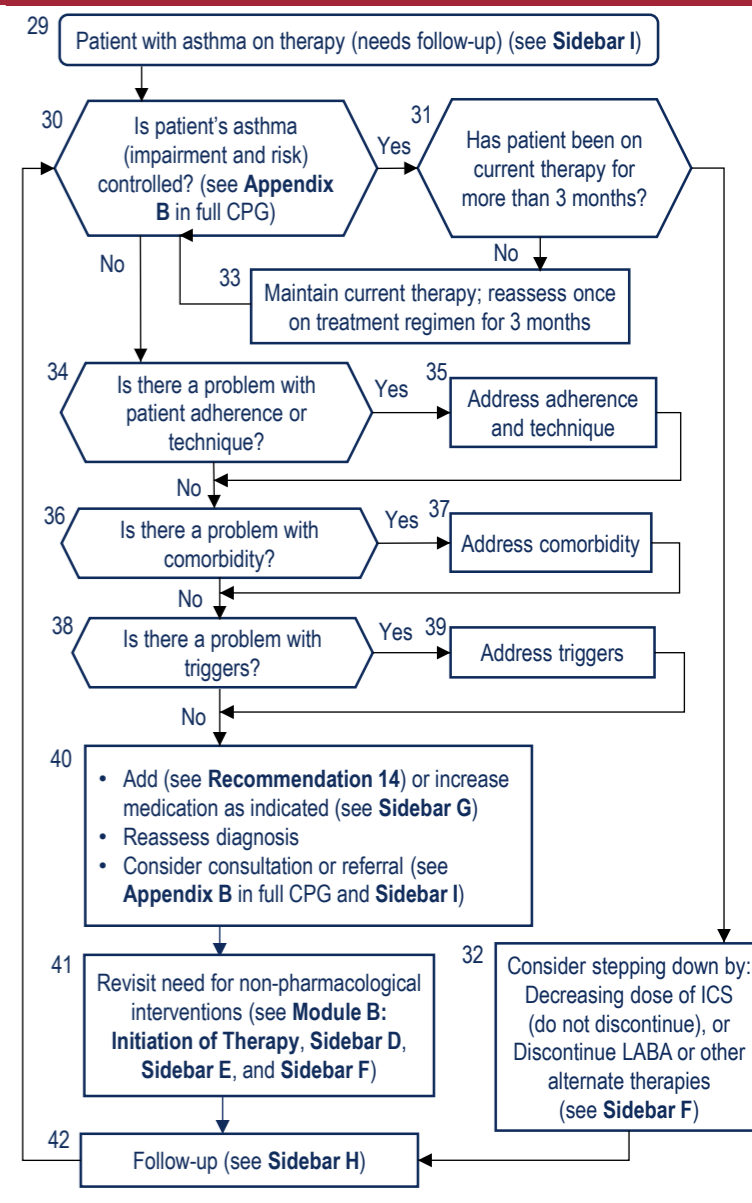 29
Patient with asthma on therapy (needs follow-up) (see Sidebar I)
30
Is patient's asthma
(impairment and risk)
controlled? (see Appendix
B in full CPG)
Yes
31
Has patient been on
current therapy for
more than 3 months?
No
No
33
Maintain current therapy; reassess once
on treatment regimen for 3 months
34
Is there a problem with
patient adherence or
technique?
Yes
35
Address adherence
and technique
No
36
Is there a problem with
comorbidity?
Yes
37
Address comorbidity
No
38
Is there a problem with
triggers?
Yes
39
Address triggers
No
40
• Add (see Recommendation 14) or increase
medication as indicated (see Sidebar G)
• Reassess diagnosis
• Consider consultation or referral (see
Appendix B in full CPG and Sidebar I)
41
Revisit need for non-pharmacological
interventions (see Module B:
Initiation of Therapy, Sidebar D,
Sidebar E, and Sidebar F)
32
Consider stepping down by:
Decreasing dose of ICS
(do not discontinue), or
Discontinue LABA or other
alternate therapies
(see Sidebar F)
42
Follow-up (see Sidebar H)